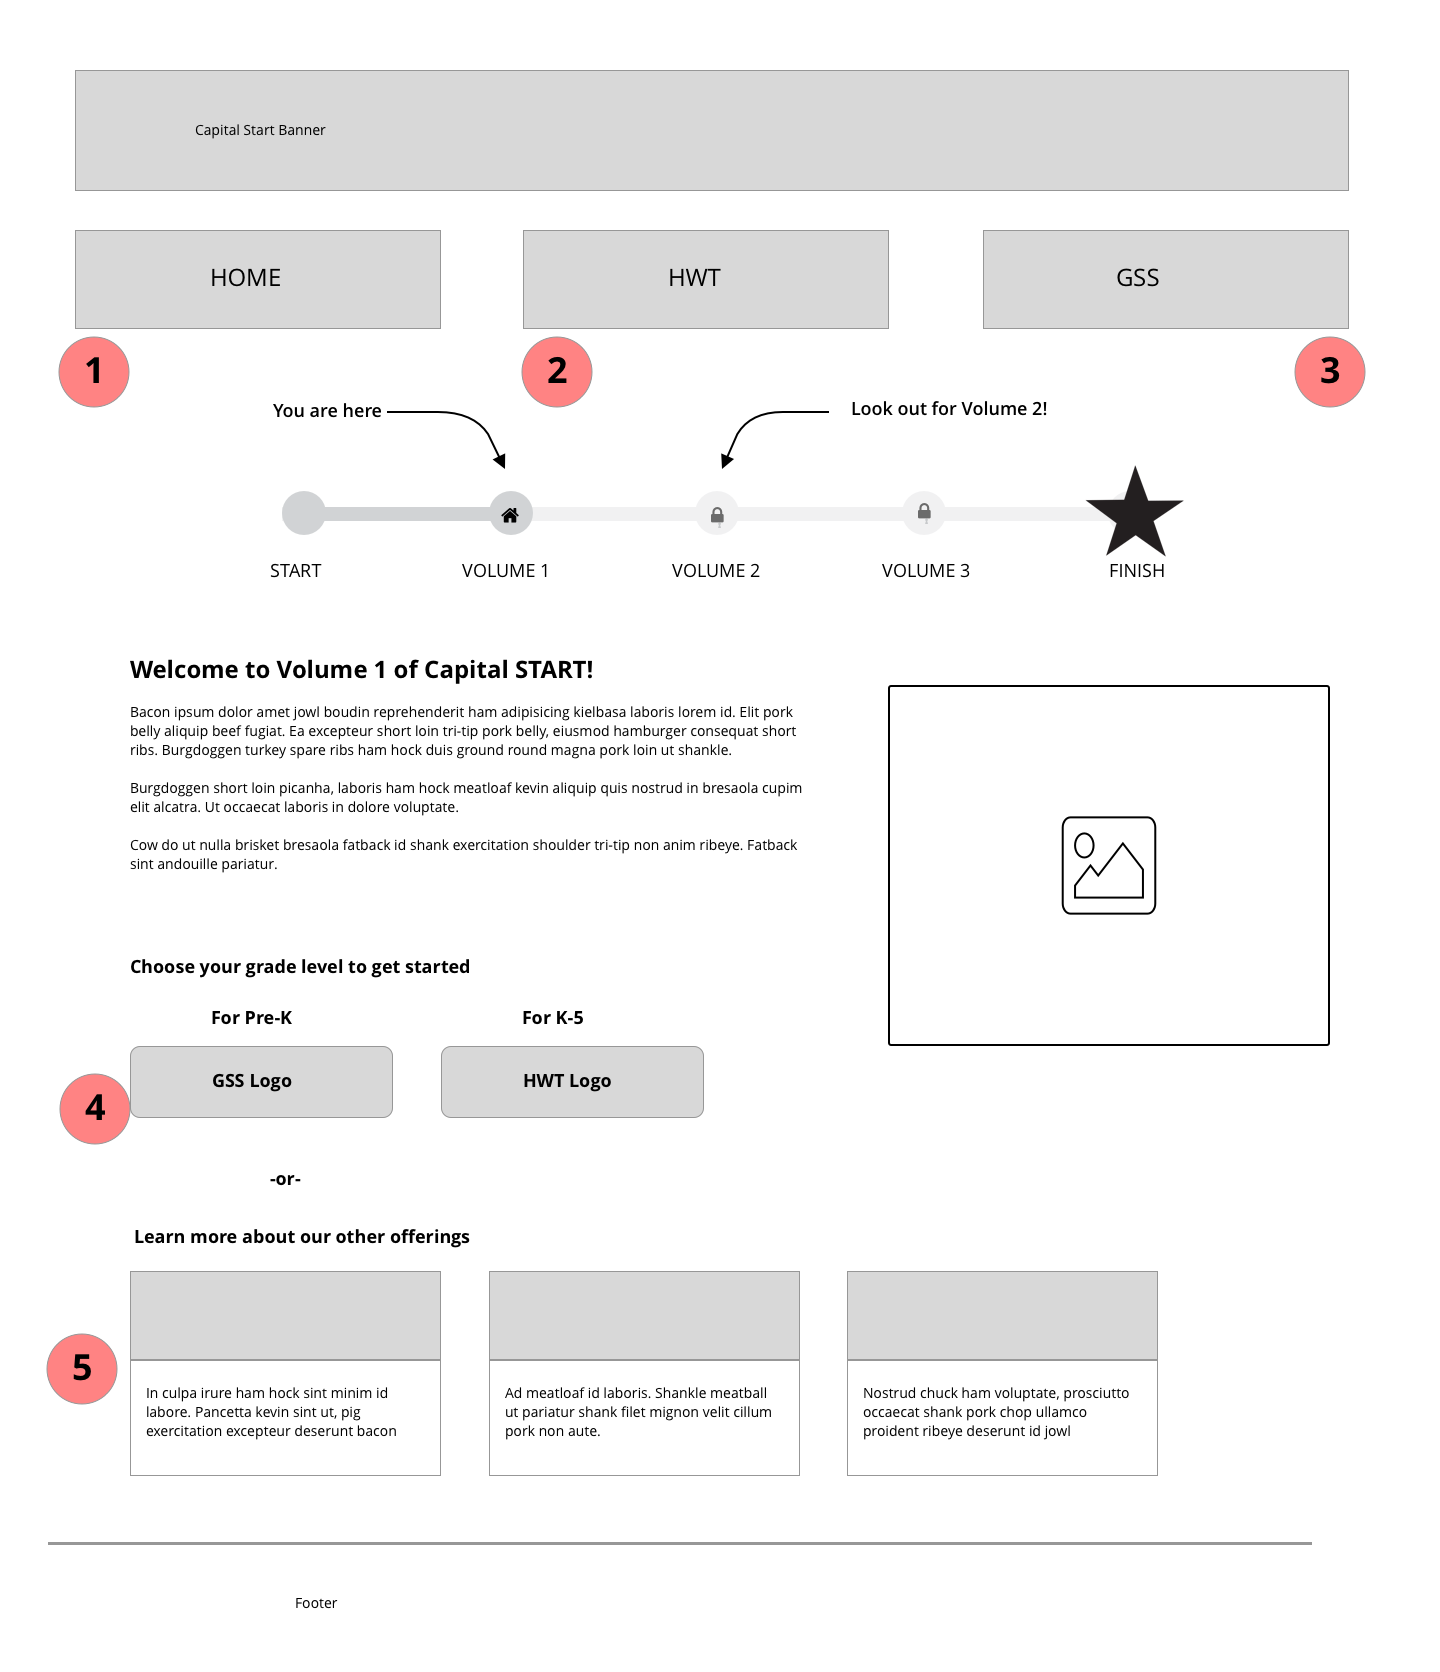 Capital Start Banner
HOME
HWT
GSS
1
2
3
You are here
Look out for Volume 2!
START
VOLUME 1
VOLUME 2
VOLUME 3
FINISH
Welcome to Volume 1 of Capital START!
Bacon ipsum dolor amet jowl boudin reprehenderit ham adipisicing kielbasa laboris lorem id. Elit pork
belly aliquip beef fugiat. Ea excepteur short loin tri-tip pork belly, eiusmod hamburger consequat short
ribs. Burgdoggen turkey spare ribs ham hock duis ground round magna pork loin ut shankle.
Burgdoggen short loin picanha, laboris ham hock meatloaf kevin aliquip quis nostrud in bresaola cupim
elit alcatra. Ut occaecat laboris in dolore voluptate.
Cow do ut nulla brisket bresaola fatback id shank exercitation shoulder tri-tip non anim ribeye. Fatback
sint andouille pariatur.
Choose your grade level to get started
For Pre-K
For K-5
GSS Logo
HWT Logo
4
-or-
Learn more about our other offerings
5
In culpa irure ham hock sint minim id
labore. Pancetta kevin sint ut, pig
exercitation excepteur deserunt bacon
Ad meatloaf id laboris. Shankle meatball
ut pariatur shank filet mignon velit cillum
pork non aute.
Nostrud chuck ham voluptate, prosciutto
occaecat shank pork chop ullamco
proident ribeye deserunt id jowl
Footer